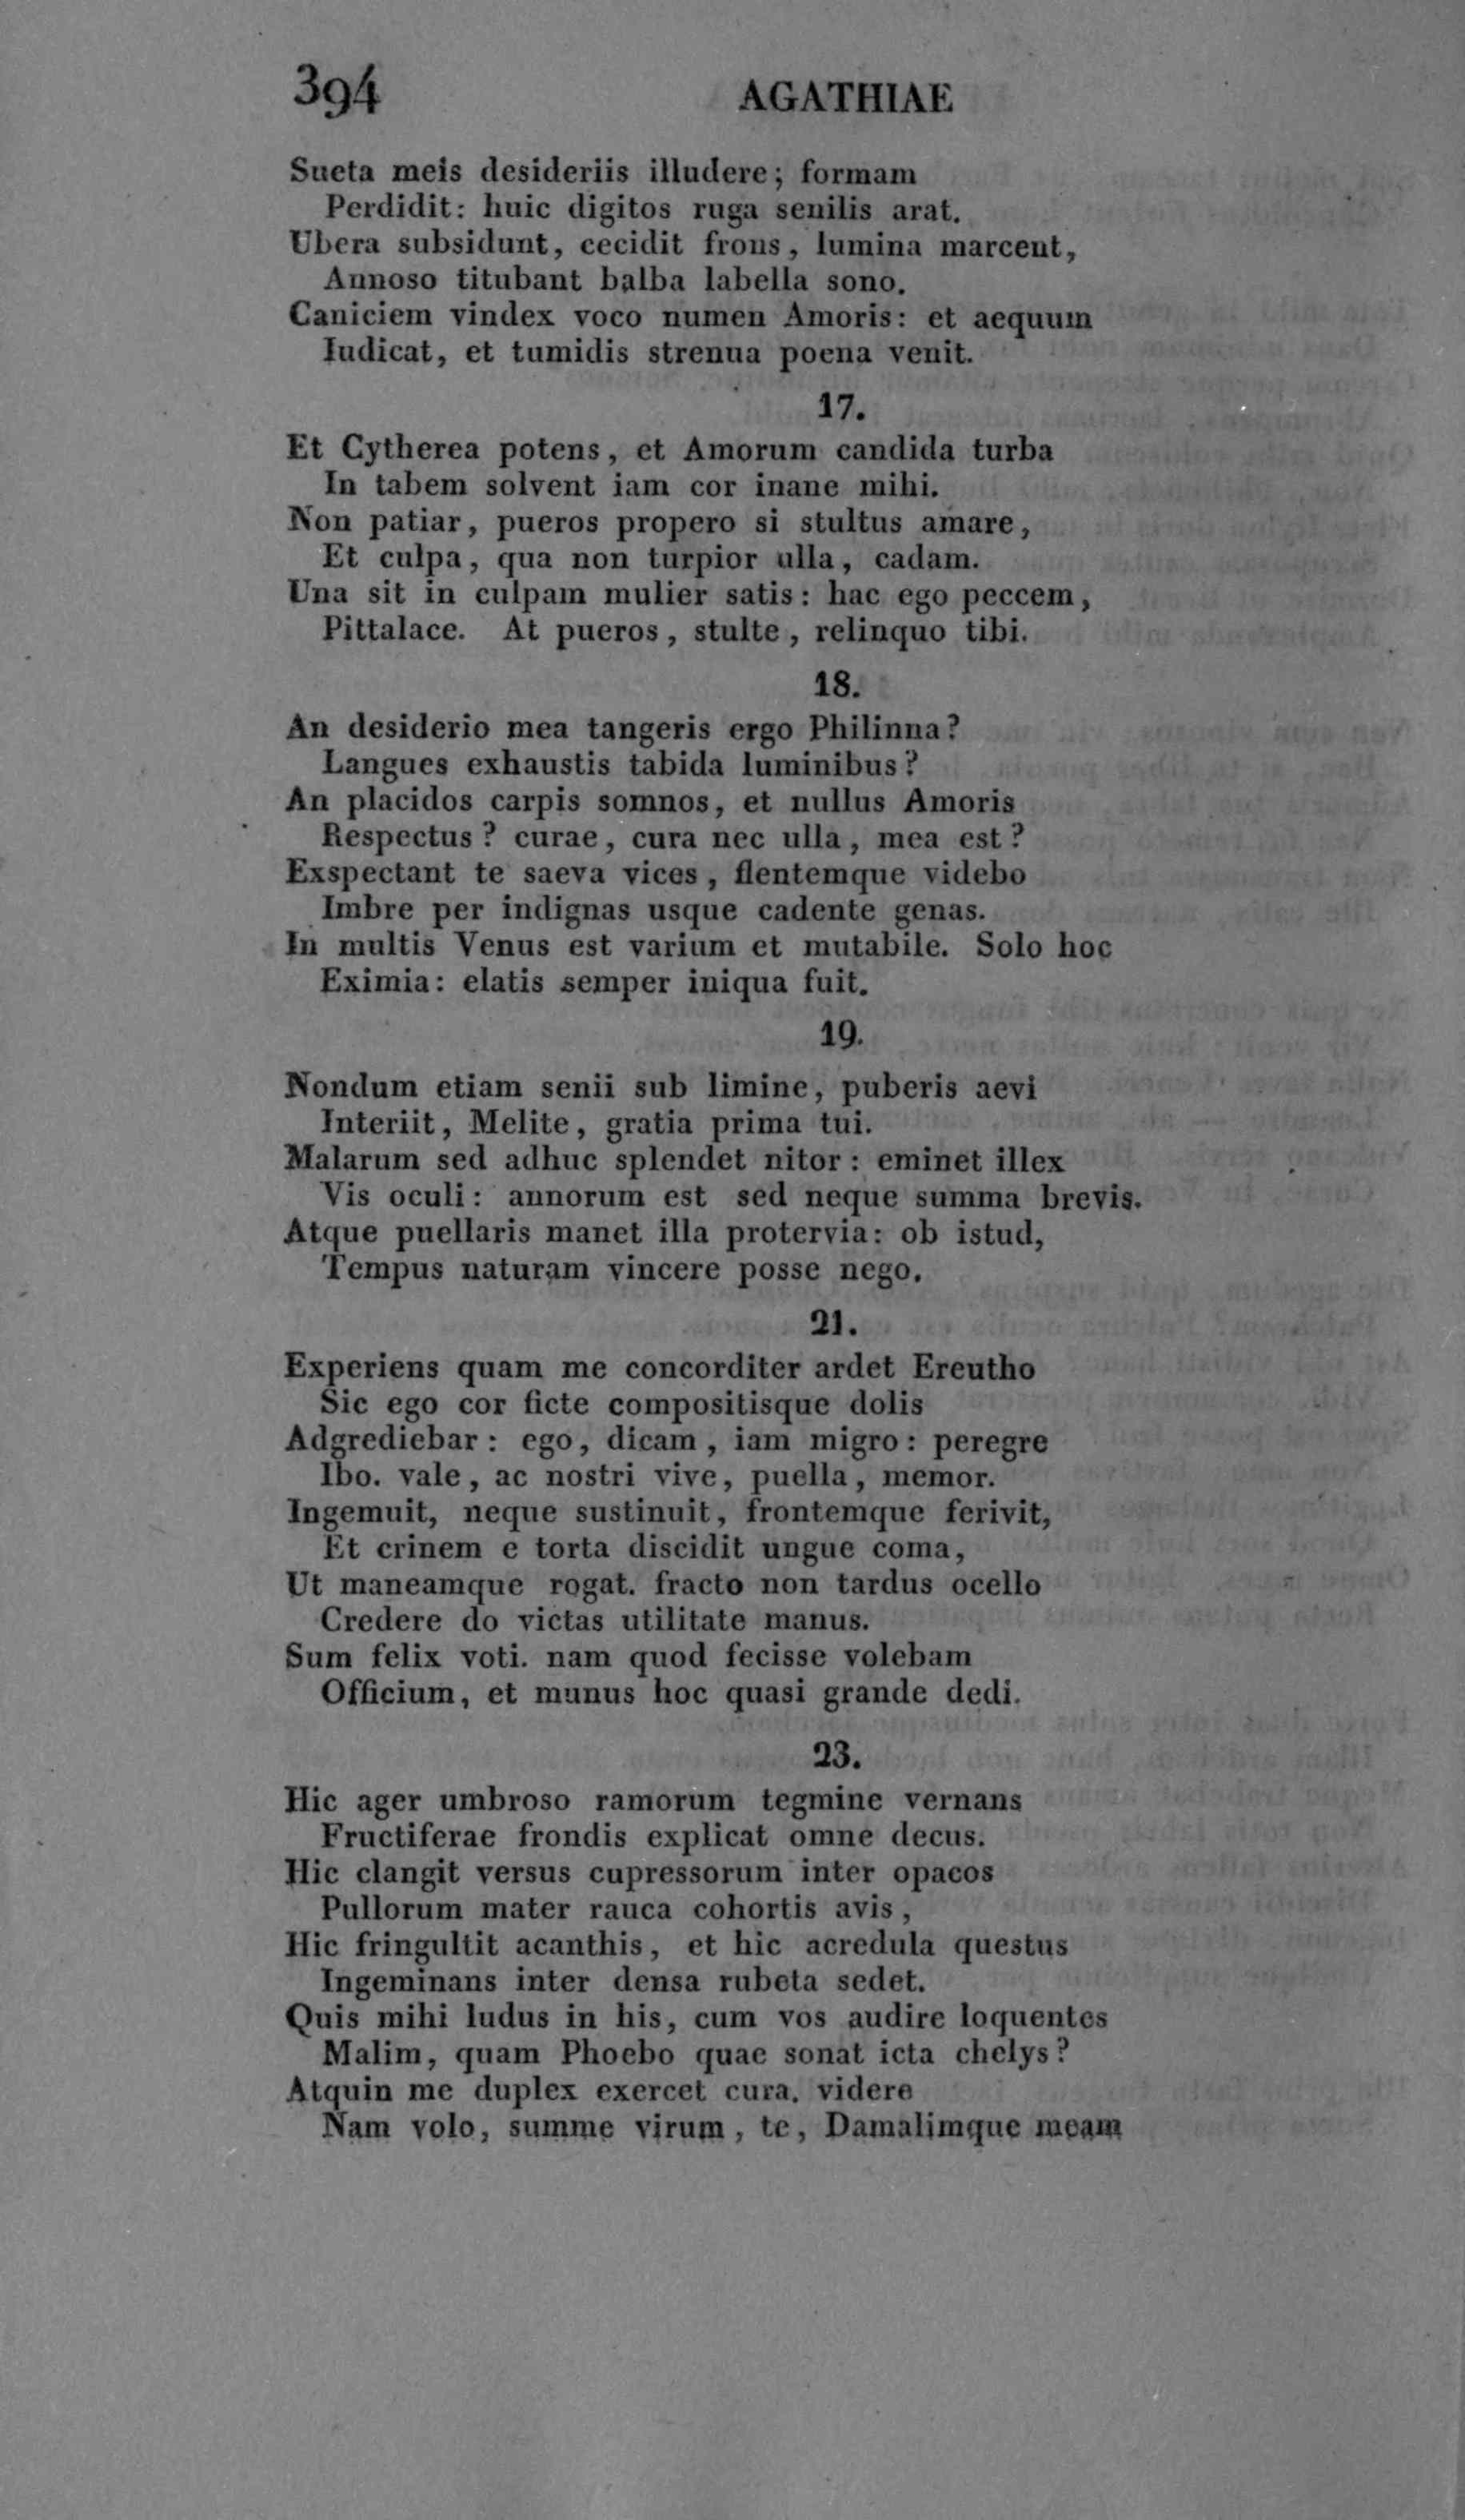 394 AGATHIAE
Sueta meis desideriis illudere; formam
Perdidit: huic digitos ruga senilis arat.
Ubera subsidunt, cecidit frons, lumina marcent,
Annoso titubant balba labella sono.
Caniciem vindex voco numen Amoris: et aequum
Iudicat, et tumidis strenua poena venit.
17.
Et Cytherea potens, et Amorum candida turba
In tabem solvent iam cor inane mihi.
Non patiar, pueros propero si stultus amare,
Et culpa, qua non turpior ulla, cadam.
Una sit in culpam mulier satis: hac ego peccem,
Pittalace. At pueros, stulte, relinquo tibi.
18.
An desiderio mea tangeris ergo Philinna?
Langues exhaustis tabida luminibus?
An placidos carpis somnos, et nullus Amoris
Respectus? curae, cura nec ulla, mea est?
Exspectant te saeva vices, flentemque videbo
Imbre per indignas usque cadente genas.
In multis Venus est varium et mutabile. Solo hoc
Eximia: elatis semper iniqua fuit.
19.
Nondum etiam senii sub limine, puberis aevi
Interiit, Melite, gratia prima tui.
Malarum sed adhuc splendet nitor: eminet illex
Vis oculi: annorum est sed neque summa brevis.
Atque puellaris manet illa protervia: ob istud,
Tempus naturam vincere posse nego.
21.
Experiens quam me concorditer ardet Ereutho
Sic ego cor ficte compositisque dolis
Adgrediebar: ego, dicam, iam migro: peregre
Ibo. vale, ac nostri vive, puella, memor.
Ingemuit, neque sustinuit, frontemque ferivit,
Et crinem e torta discidit ungue coma,
Ut maneamque rogat. fracto non tardus ocello
Credere do victas utilitate manus.
Sum felix voti. nam quod fecisse volebam
Officium, et munus hoc quasi grande dedi.
23.
Hic ager umbroso ramorum tegmine vernans
Fructiferae frondis explicat omne decus.
Hic clangit versus cupressorum inter opacos
Pullorum mater rauca cohortis avis,
Hic fringultit acanthis, et hic acredula questus
Ingeminans inter densa rubeta sedet.
Quis mihi ludus in his, cum vos audire loquentes
Malim, quam Phoebo quae sonat icta chelys?
Atquin me duplex exercet cura. videre
Nam volo, summe virum, te, Damalimque meam